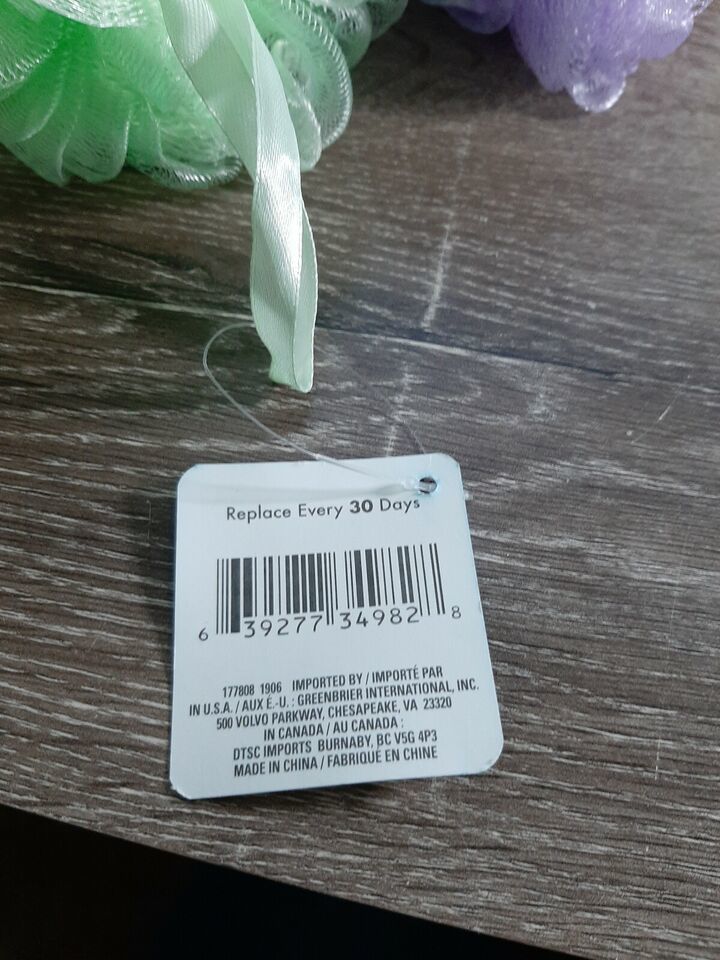 Replace Every 30 Days
6 39277 34982 8
177808 1906 IMPORTED BY / IMPORTÉ PAR
IN U.S.A. / AUX É.-U. : GREENBRIER INTERNATIONAL, INC.
500 VOLVO PARKWAY, CHESAPEAKE, VA 23320
IN CANADA / AU CANADA :
DTSC IMPORTS BURNABY, BC V5G 4P3
MADE IN CHINA / FABRIQUÉ EN CHINE